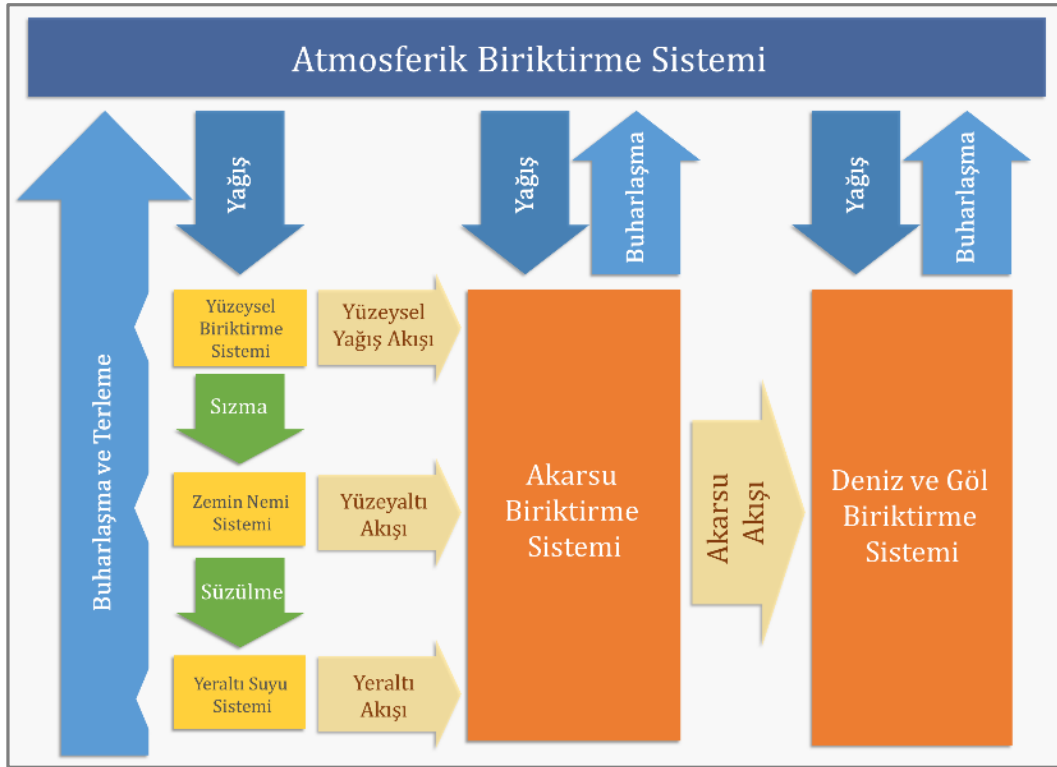 Atmosferik Biriktirme Sistemi
Buharlaşma ve Terleme
Yağış
Yağış
Buharlaşma
Yağış
Buharlaşma
Yüzeysel
Biriktirme
Sistemi
Yüzeysel
Yağış Akışı
Sızma
Zemin Nemi
Sistemi
Yüzeyaltı
Akışı
Süzülme
Yeraltı Suyu
Sistemi
Yeraltı
Akışı
Akarsu
Biriktirme
Sistemi
Akarsu
Akışı
Deniz ve Göl
Biriktirme
Sistemi